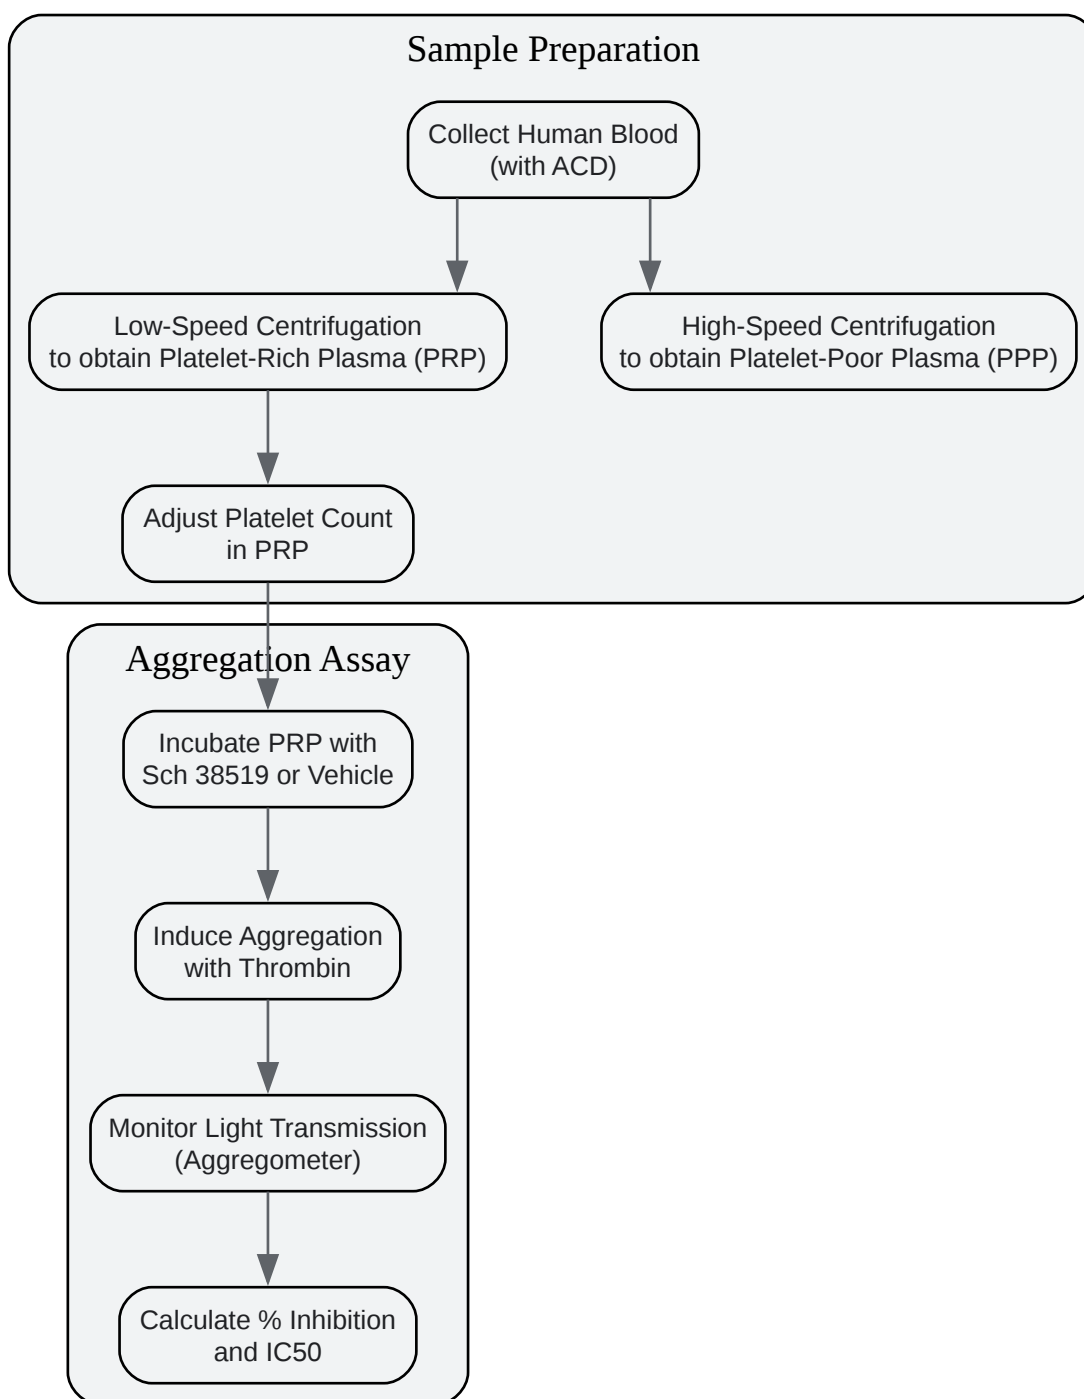 Sample Preparation
Collect Human Blood
(with ACD)
Low-Speed Centrifugation
to obtain Platelet-Rich Plasma (PRP)
High-Speed Centrifugation
to obtain Platelet-Poor Plasma (PPP)
Adjust Platelet Count
in PRP
Aggregation Assay
Incubate PRP with
Sch 38519 or Vehicle
Induce Aggregation
with Thrombin
Monitor Light Transmission
(Aggregometer)
Calculate % Inhibition
and IC50